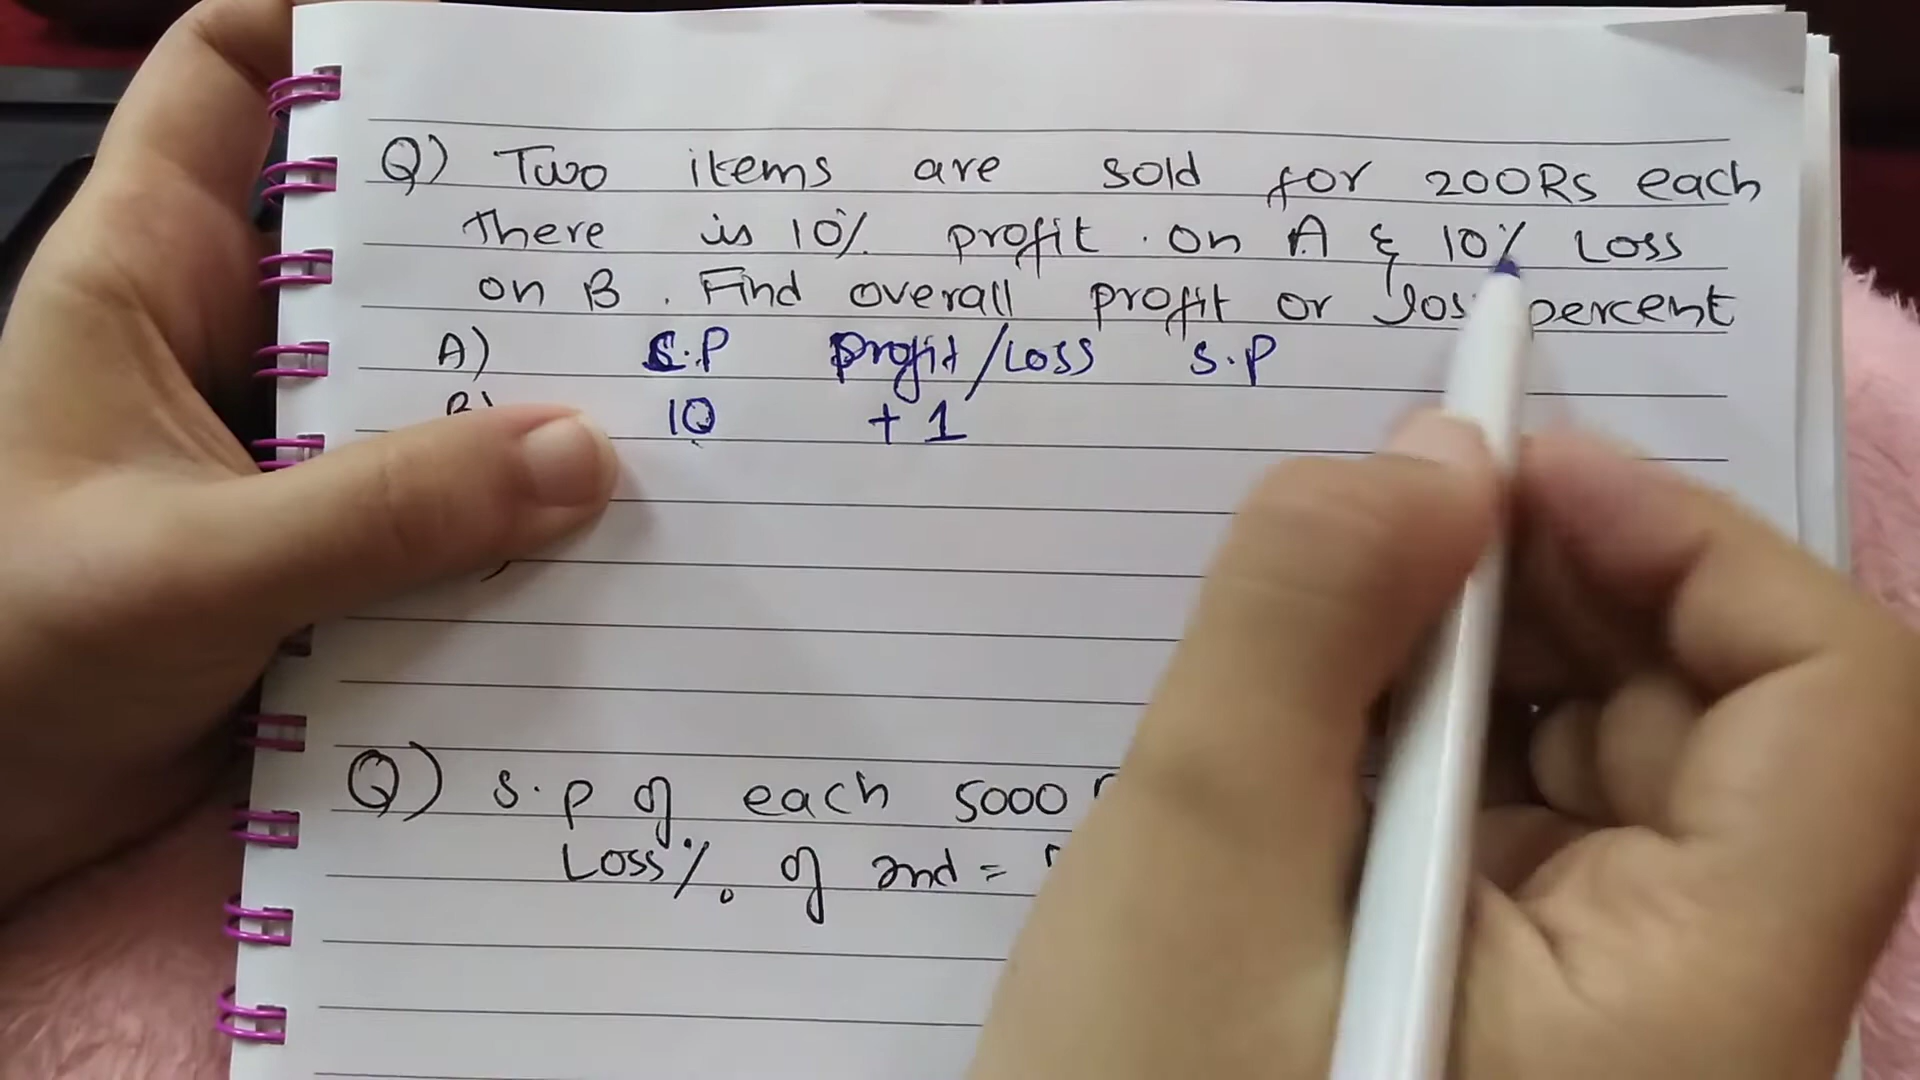 Q) Two items are sold for 200Rs each
There is 10% profit on A & 10% Loss
on B. Find overall profit or percent
A) C.P Profit/Loss S.P
10 +1
Q) S.P of each 5000
Loss% of 2nd =